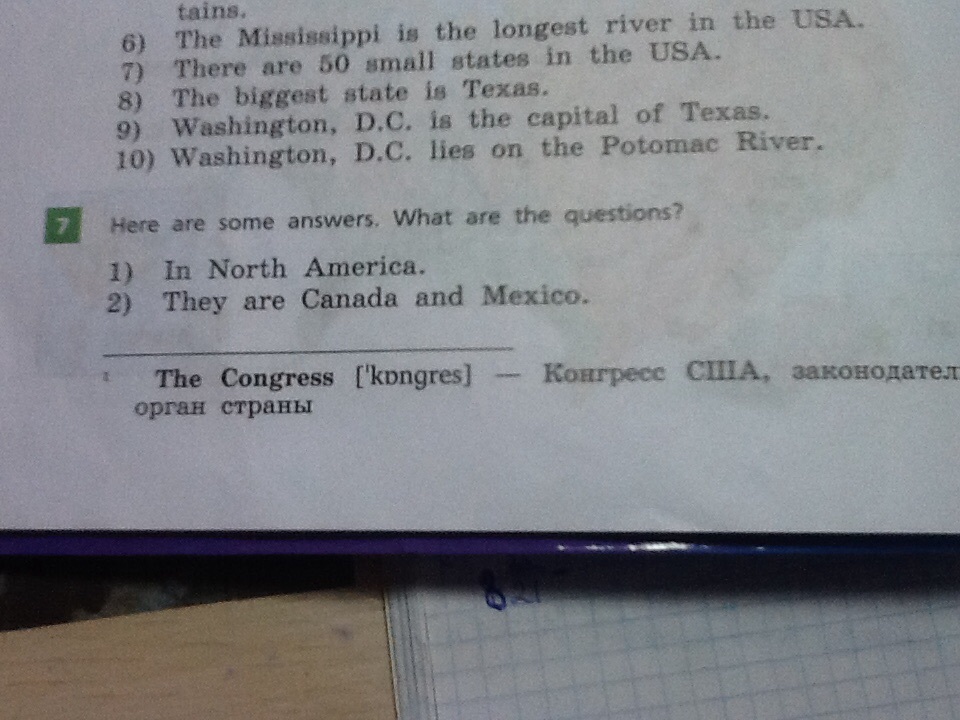 tains.
6) The Mississippi is the longest river in the USA.
7) There are 50 small states in the USA.
8) The biggest state is Texas.
9) Washington, D.C. is the capital of Texas.
10) Washington, D.C. lies on the Potomac River.
7 Here are some answers. What are the questions?
1) In North America.
2) They are Canada and Mexico.
1 The Congress ['kɒngres] — Конгресс США, законодател
орган страны